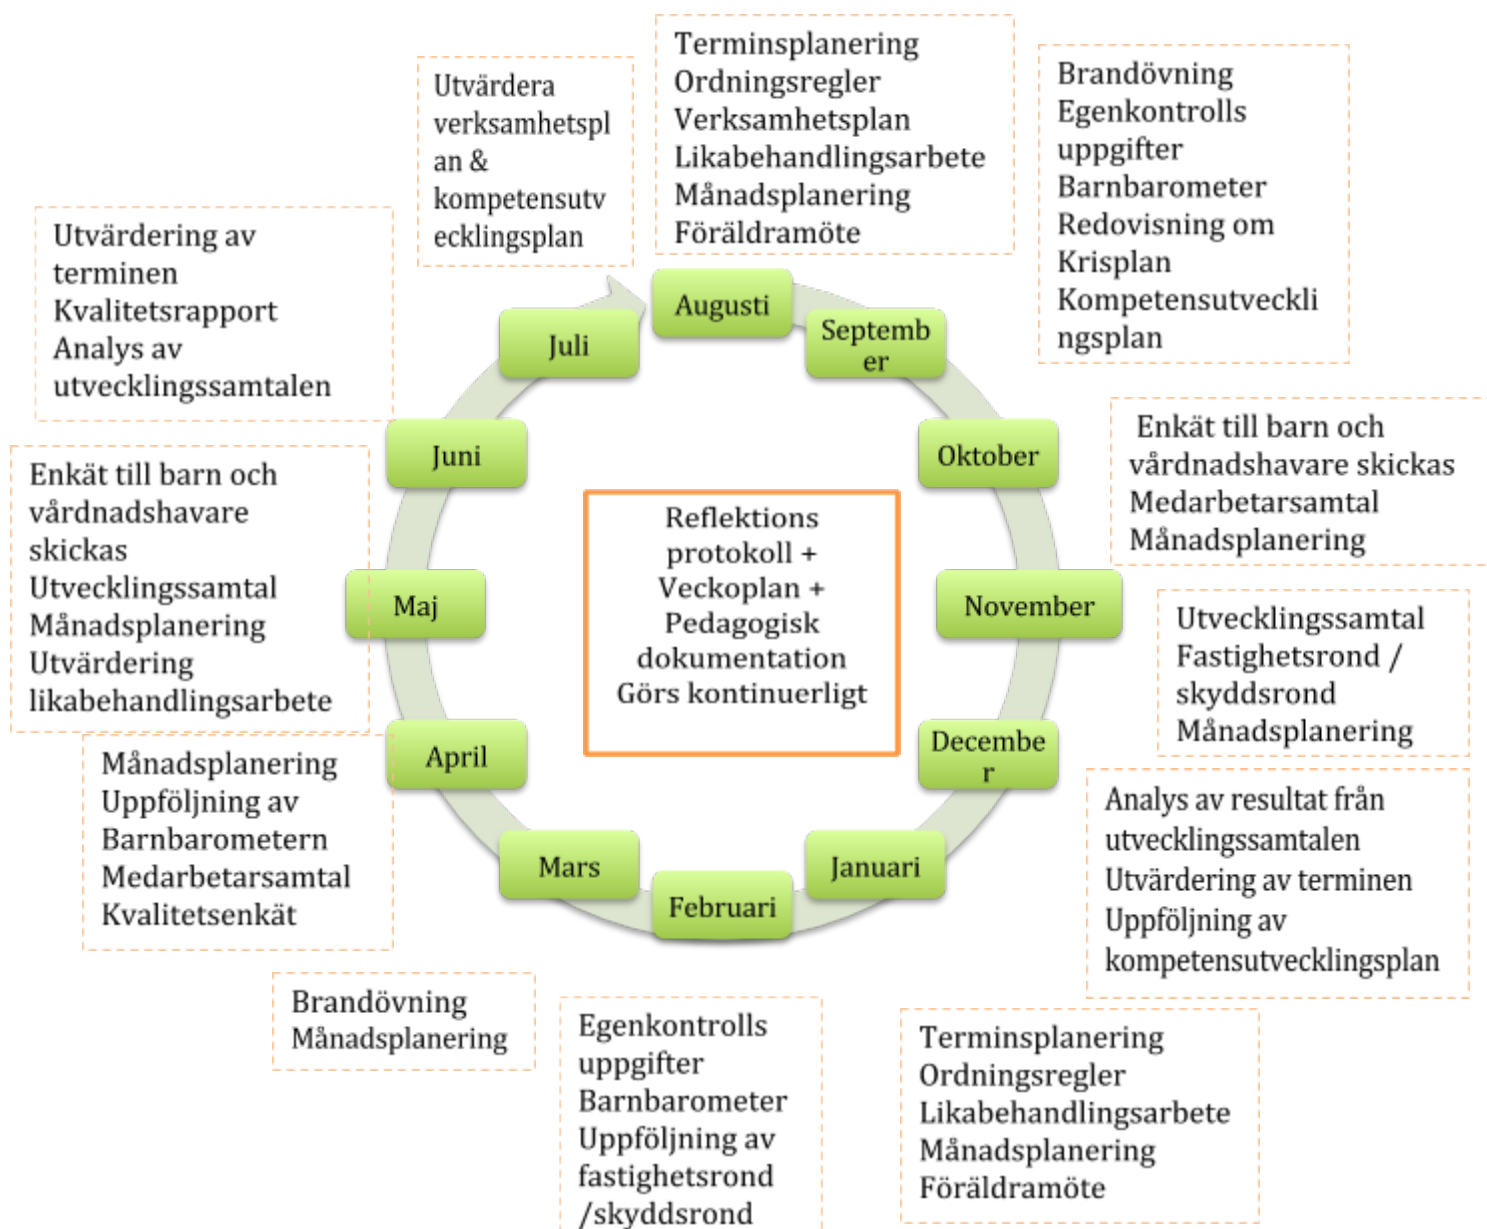 Terminsplanering
Ordningsregler
Verksamhetsplan
Likabehandlingsarbete
Månadsplanering
Föräldramöte
Utvärdera
verksamhetspl
an &
kompetensutv
ecklingsplan
Brandövning
Egenkontrolls
uppgifter
Barnbarometer
Redovisning om
Krisplan
Kompetensutveckli
ngsplan
Utvärdering av
terminen
Kvalitetsrapport
Analys av
utvecklingssamtalen
Augusti
Septemb
er
Juli
Juni
Oktober
Enkät till barn och
vårdnadshavare skickas
Medarbetarsamtal
Månadsplanering
Enkät till barn och
vårdnadshavare
skickas
Utvecklingssamtal
Månadsplanering
Utvärdering
likabehandlingsarbete
Maj
Reflektions
protokoll +
Veckoplan +
Pedagogisk
dokumentation
Görs kontinuerligt
November
Utvecklingssamtal
Fastighetsrond /
skyddsrond
Månadsplanering
April
Decembe
r
Månadsplanering
Uppföljning av
Barnbarometern
Medarbetarsamtal
Kvalitetsenkät
Mars
Februari
Januari
Analys av resultat från
utvecklingssamtalen
Utvärdering av terminen
Uppföljning av
kompetensutvecklingsplan
Brandövning
Månadsplanering
Egenkontrolls
uppgifter
Barnbarometer
Uppföljning av
fastighetsrond
/skyddsrond
Terminsplanering
Ordningsregler
Likabehandlingsarbete
Månadsplanering
Föräldramöte